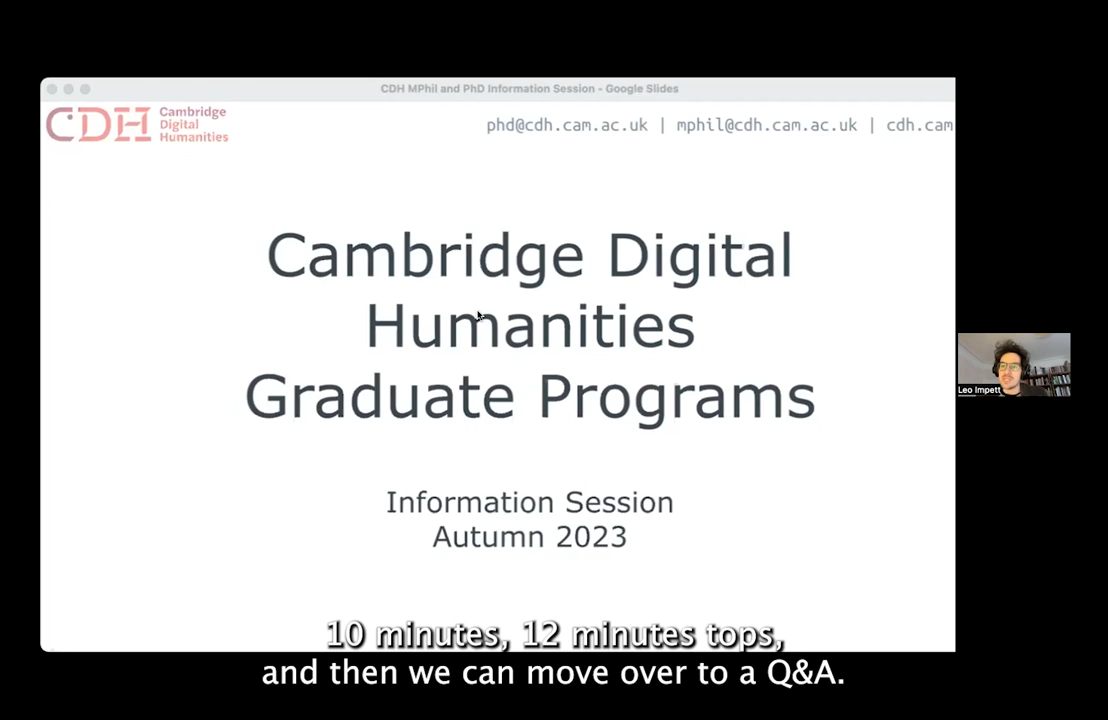 CDH MPhil and PhD Information Session - Google Slides
CDH
Cambridge
Digital
Humanities
phd@cdh.cam.ac.uk | mphil@cdh.cam.ac.uk | cdh.cam
Cambridge Digital
Humanities
Graduate Programs
Information Session
Autumn 2023
Leo Impett
10 minutes, 12 minutes tops,
and then we can move over to a Q&A.